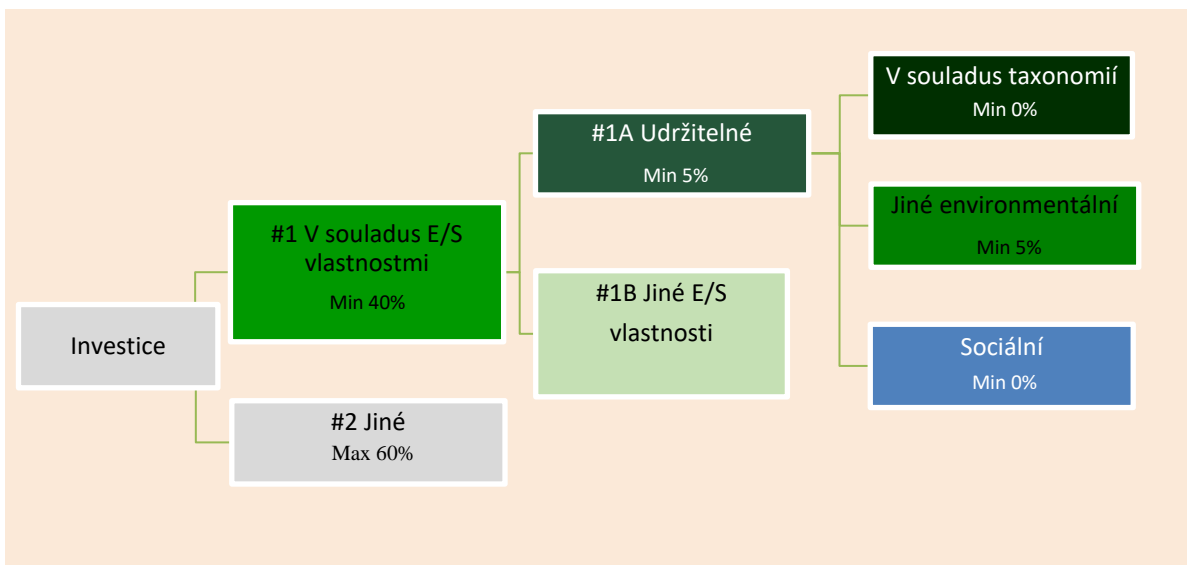 Investice
#1 V souladus E/S
vlastnostmi
Min 40%
#2 Jiné
Max 60%
#1A Udržitelné
Min 5%
#1B Jiné E/S
vlastnosti
V souladus taxonomií
Min 0%
Jiné environmentální
Min 5%
Sociální
Min 0%